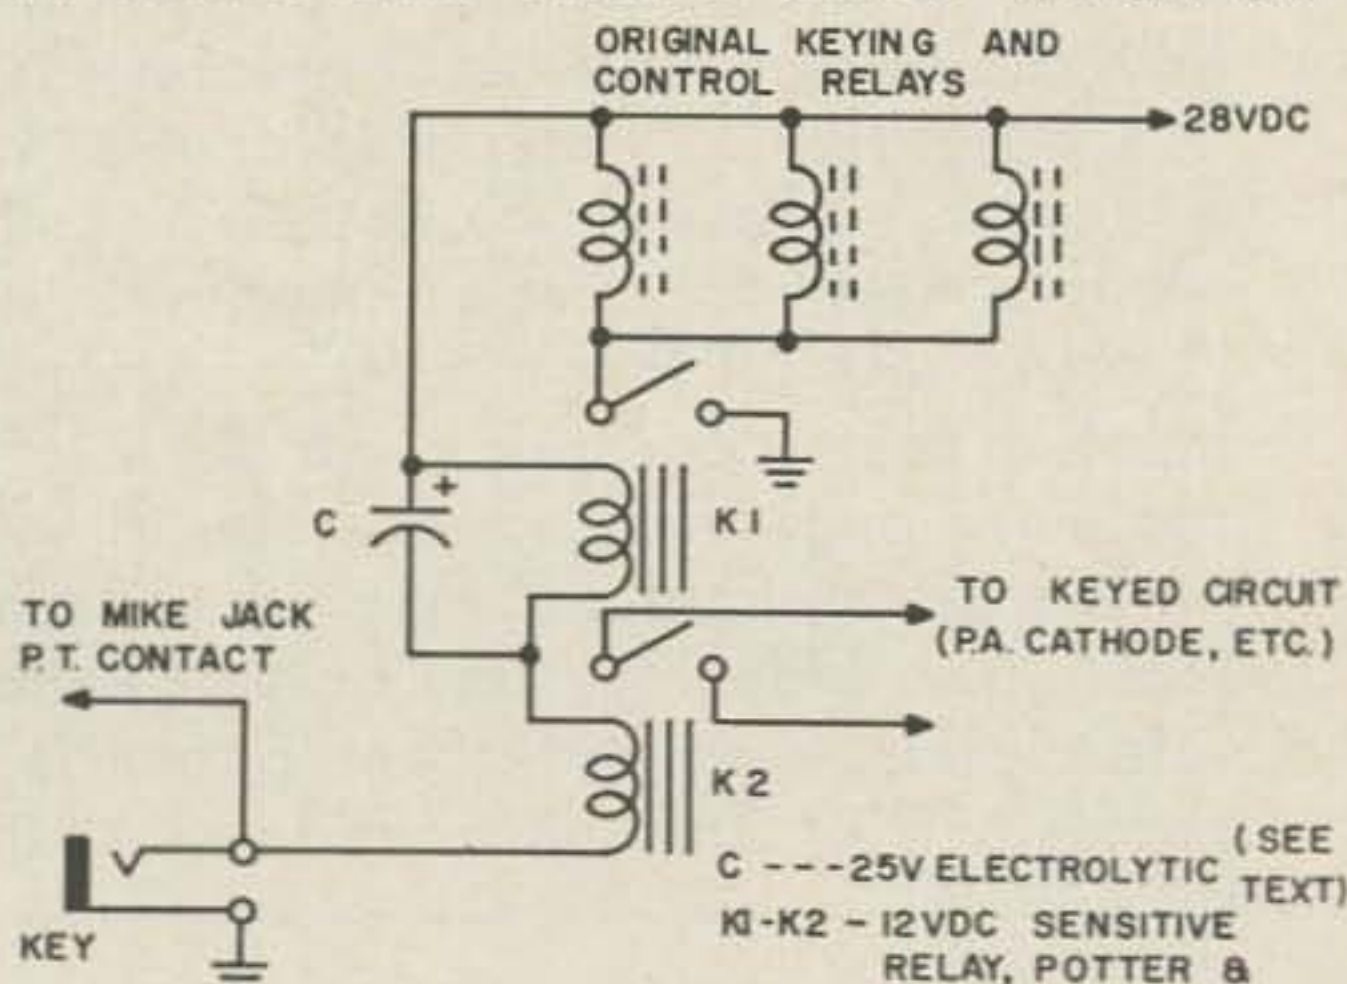 ORIGINAL KEYING AND
CONTROL RELAYS
28VDC
C
+
K1
TO MIKE JACK
P.T. CONTACT
TO KEYED CIRCUIT
(P.A. CATHODE, ETC.)
K2
KEY
C --- 25V ELECTROLYTIC (SEE TEXT)
K1-K2 - 12VDC SENSITIVE
RELAY, POTTER &